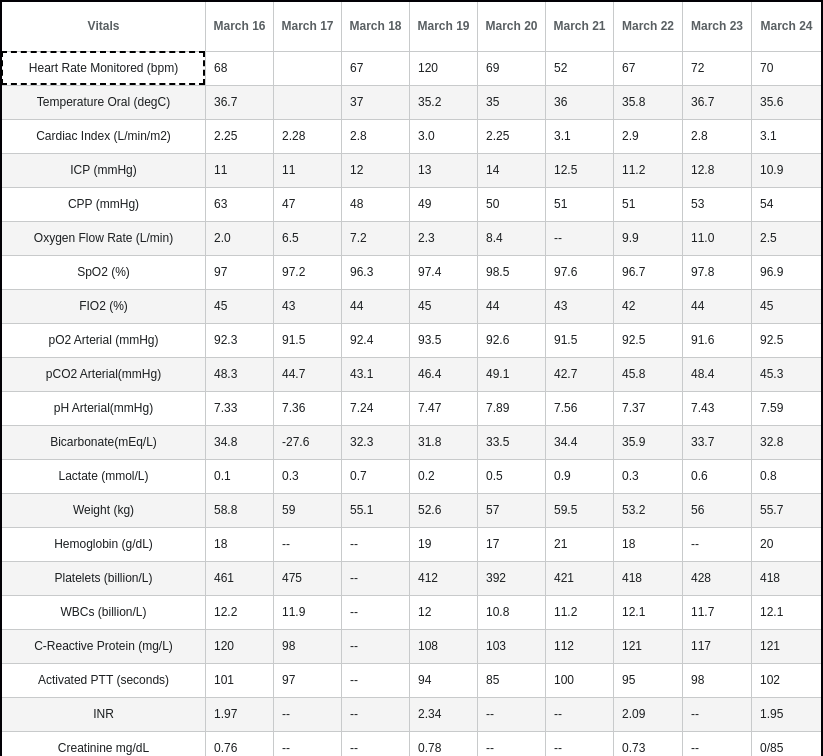 Vitals March 16 March 17 March 18 March 19 March 20 March 21 March 22 March 23 March 24
Heart Rate Monitored (bpm) 68 67 120 69 52 67 72 70
Temperature Oral (degC) 36.7 37 35.2 35 36 35.8 36.7 35.6
Cardiac Index (L/min/m2) 2.25 2.28 2.8 3.0 2.25 3.1 2.9 2.8 3.1
ICP (mmHg) 11 11 12 13 14 12.5 11.2 12.8 10.9
CPP (mmHg) 63 47 48 49 50 51 51 53 54
Oxygen Flow Rate (L/min) 2.0 6.5 7.2 2.3 8.4 -- 9.9 11.0 2.5
SpO2 (%) 97 97.2 96.3 97.4 98.5 97.6 96.7 97.8 96.9
FIO2 (%) 45 43 44 45 44 43 42 44 45
pO2 Arterial (mmHg) 92.3 91.5 92.4 93.5 92.6 91.5 92.5 91.6 92.5
pCO2 Arterial(mmHg) 48.3 44.7 43.1 46.4 49.1 42.7 45.8 48.4 45.3
pH Arterial(mmHg) 7.33 7.36 7.24 7.47 7.89 7.56 7.37 7.43 7.59
Bicarbonate(mEq/L) 34.8 -27.6 32.3 31.8 33.5 34.4 35.9 33.7 32.8
Lactate (mmol/L) 0.1 0.3 0.7 0.2 0.5 0.9 0.3 0.6 0.8
Weight (kg) 58.8 59 55.1 52.6 57 59.5 53.2 56 55.7
Hemoglobin (g/dL) 18 -- -- 19 17 21 18 -- 20
Platelets (billion/L) 461 475 -- 412 392 421 418 428 418
WBCs (billion/L) 12.2 11.9 -- 12 10.8 11.2 12.1 11.7 12.1
C-Reactive Protein (mg/L) 120 98 -- 108 103 112 121 117 121
Activated PTT (seconds) 101 97 -- 94 85 100 95 98 102
INR 1.97 -- -- 2.34 -- -- 2.09 -- 1.95
Creatinine mg/dL 0.76 -- -- 0.78 -- -- 0.73 -- 0/85